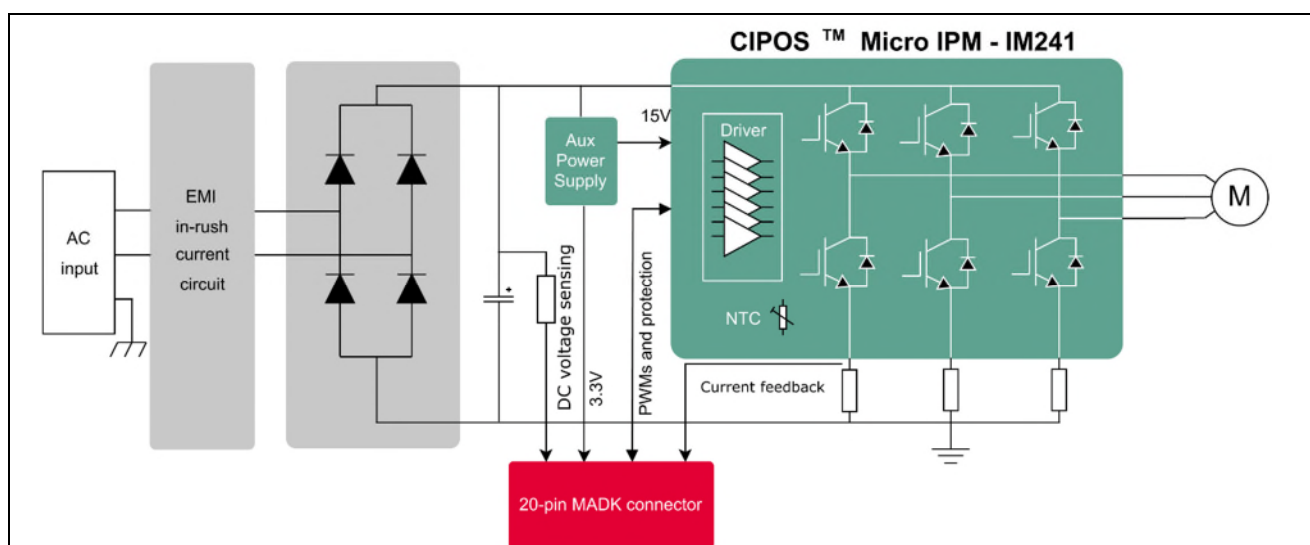 CIPOS ™ Micro IPM - IM241
AC
input
EMI
in-rush
current
circuit
Aux
Power
Supply
15V
Driver
NTC
M
DC voltage sensing
3.3V
PWMs and protection
Current feedback
+
20-pin MADK connector